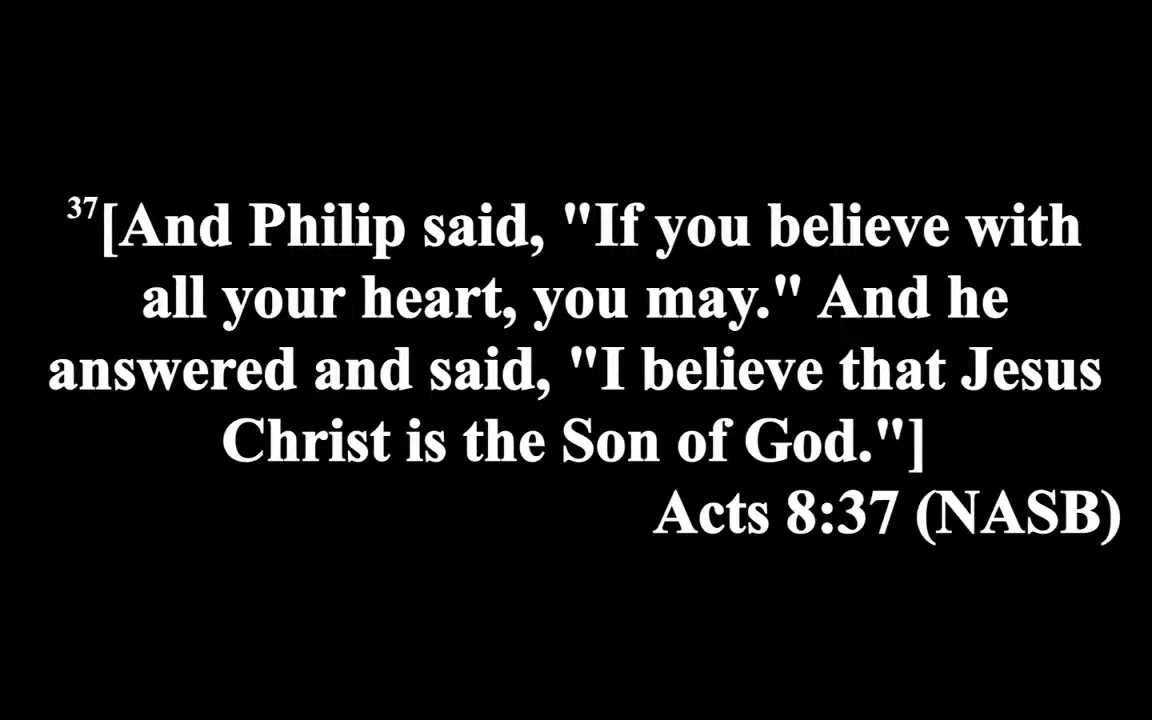 37[And Philip said, "If you believe with
all your heart, you may." And he
answered and said, "I believe that Jesus
Christ is the Son of God."]
Acts 8:37 (NASB)